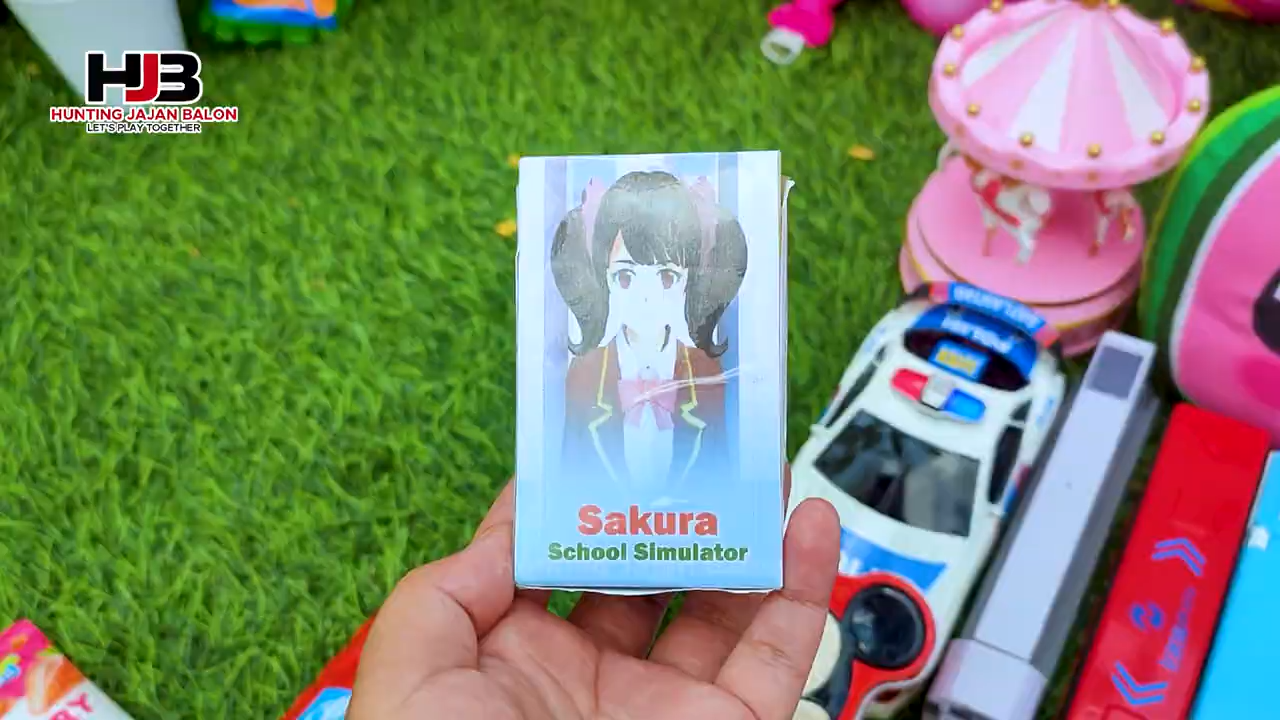 HJB
HUNTING JAJAN BALON
LET'S PLAY TOGETHER
Sakura
School Simulator